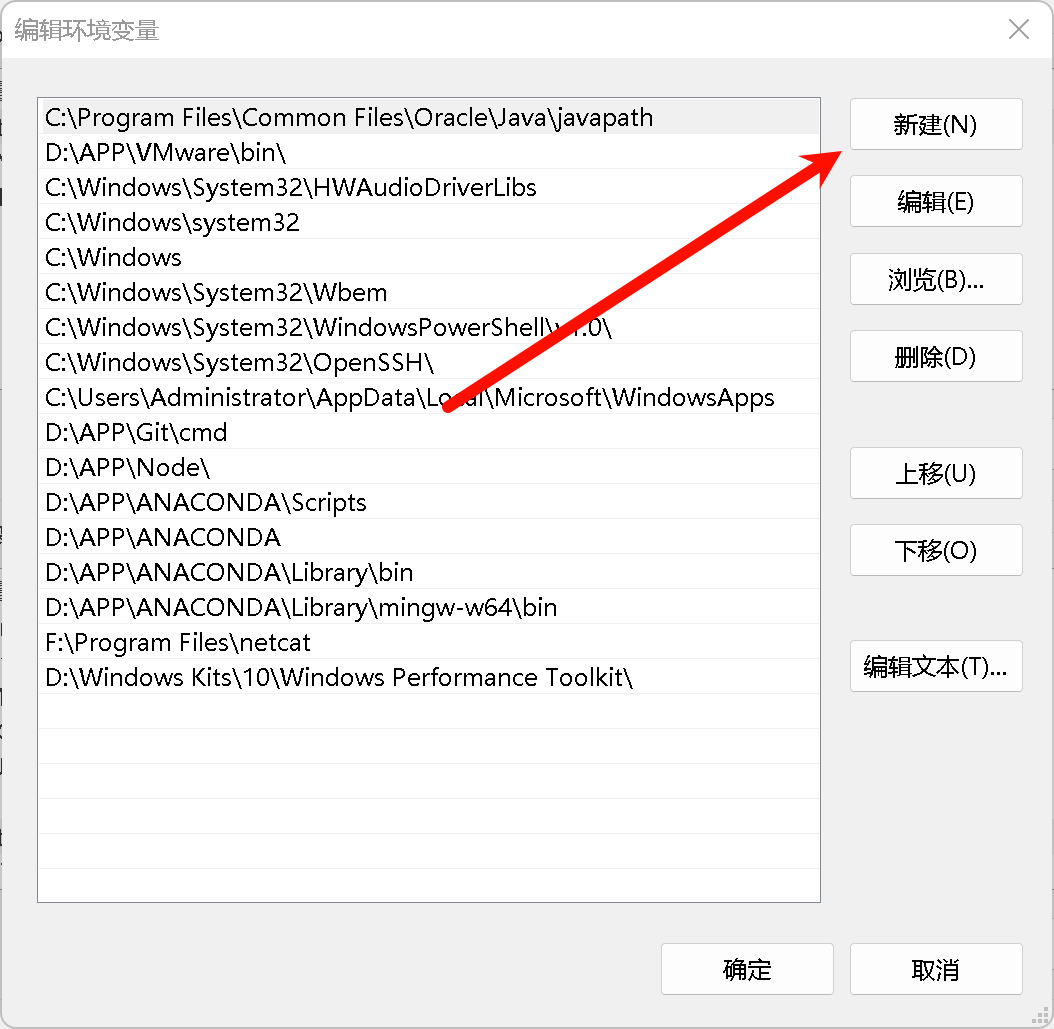 编辑环境变量
C:\Program Files\Common Files\Oracle\Java\javapath
D:\APP\VMware\bin\
C:\Windows\System32\HWAudioDriverLibs
C:\Windows\system32
C:\Windows
C:\Windows\System32\Wbem
C:\Windows\System32\WindowsPowerShell\v1.0\
C:\Windows\System32\OpenSSH\
C:\Users\Administrator\AppData\Local\Microsoft\WindowsApps
D:\APP\Git\cmd
D:\APP\Node\
D:\APP\ANACONDA\Scripts
D:\APP\ANACONDA
D:\APP\ANACONDA\Library\bin
D:\APP\ANACONDA\Library\mingw-w64\bin
F:\Program Files\netcat
D:\Windows Kits\10\Windows Performance Toolkit\
新建(N)
编辑(E)
浏览(B)...
删除(D)
上移(U)
下移(O)
编辑文本(T)...
确定
取消